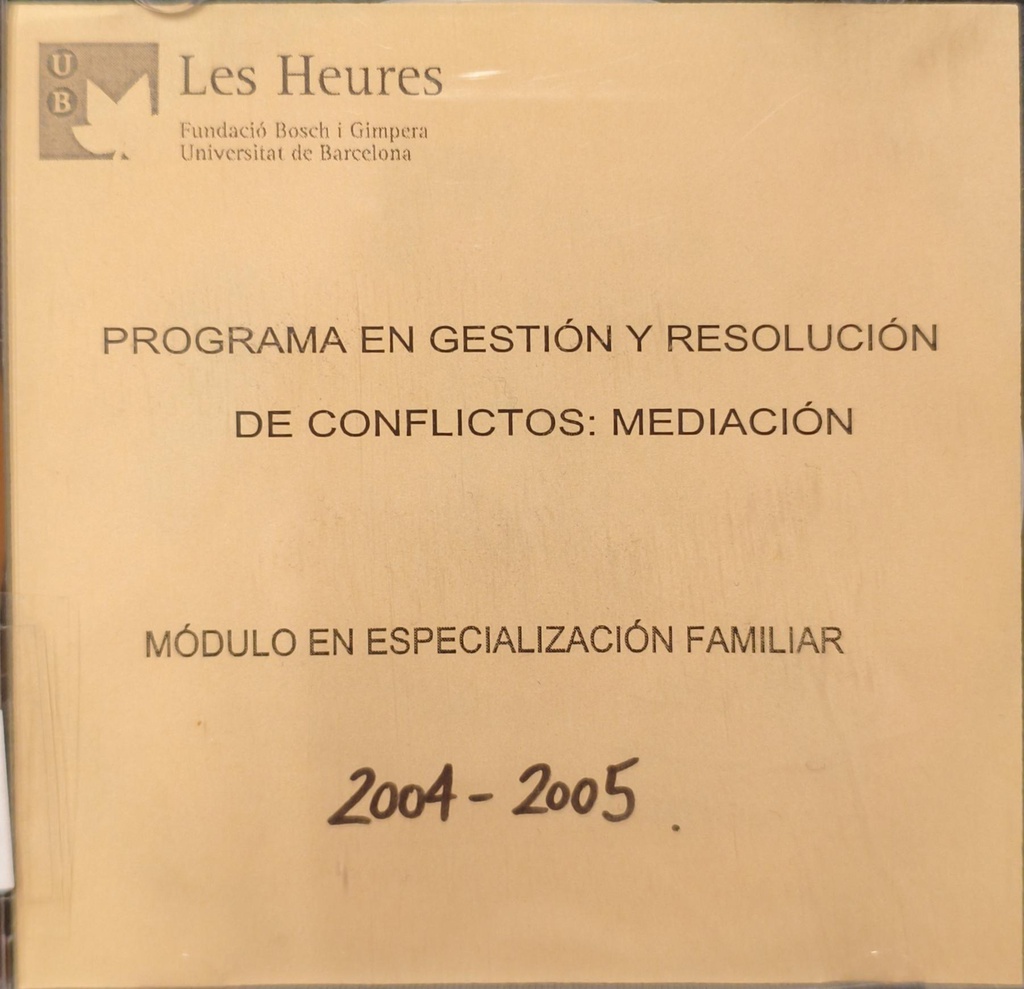 U
B
Les Heures
Fundació Bosch i Gimpera
Universitat de Barcelona
PROGRAMA EN GESTIÓN Y RESOLUCIÓN
DE CONFLICTOS: MEDIACIÓN
MÓDULO EN ESPECIALIZACIÓN FAMILIAR
2004 - 2005.